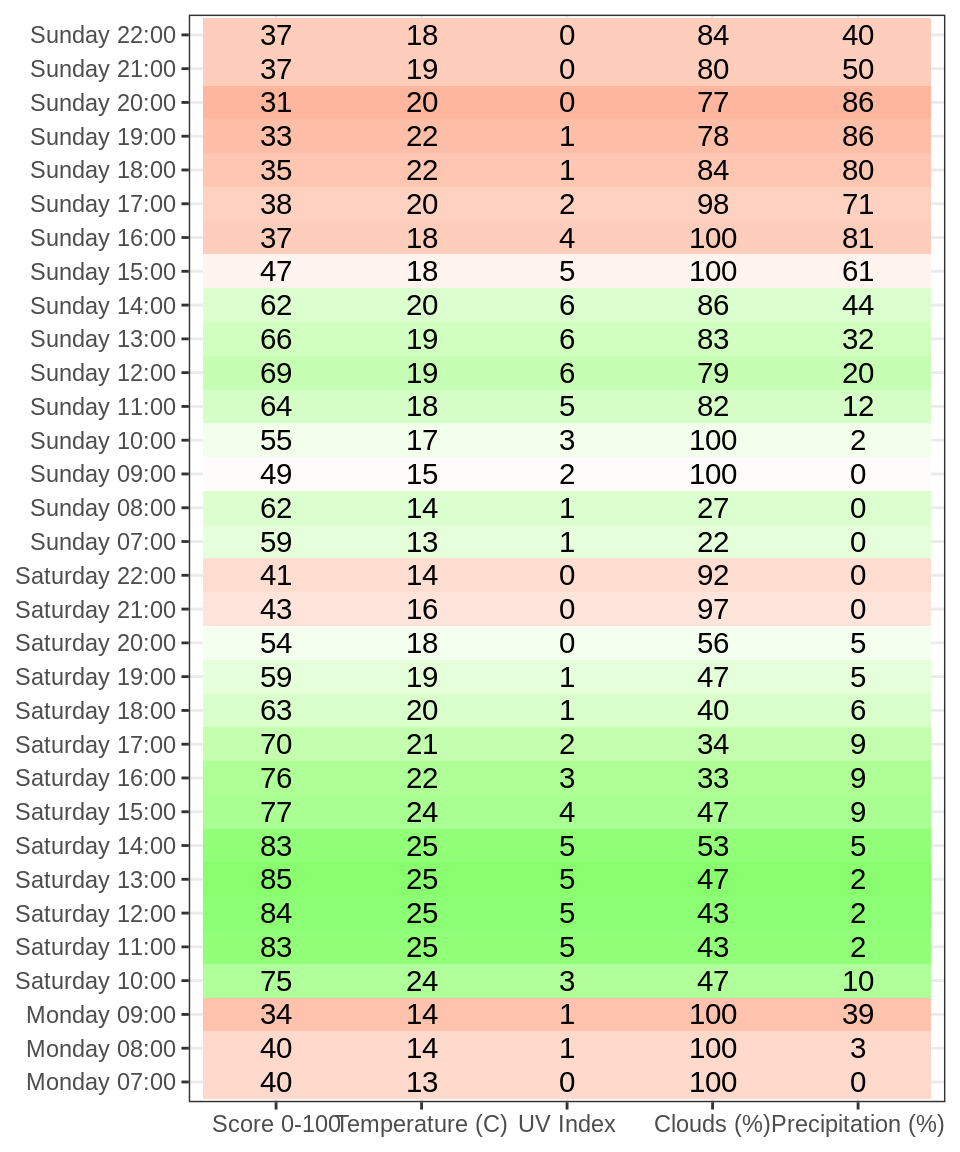 Sunday 22:00 37 18 0 84 40
Sunday 21:00 37 19 0 80 50
Sunday 20:00 31 20 0 77 86
Sunday 19:00 33 22 1 78 86
Sunday 18:00 35 22 1 84 80
Sunday 17:00 38 20 2 98 71
Sunday 16:00 37 18 4 100 81
Sunday 15:00 47 18 5 100 61
Sunday 14:00 62 20 6 86 44
Sunday 13:00 66 19 6 83 32
Sunday 12:00 69 19 6 79 20
Sunday 11:00 64 18 5 82 12
Sunday 10:00 55 17 3 100 2
Sunday 09:00 49 15 2 100 0
Sunday 08:00 62 14 1 27 0
Sunday 07:00 59 13 1 22 0
Saturday 22:00 41 14 0 92 0
Saturday 21:00 43 16 0 97 0
Saturday 20:00 54 18 0 56 5
Saturday 19:00 59 19 1 47 5
Saturday 18:00 63 20 1 40 6
Saturday 17:00 70 21 2 34 9
Saturday 16:00 76 22 3 33 9
Saturday 15:00 77 24 4 47 9
Saturday 14:00 83 25 5 53 5
Saturday 13:00 85 25 5 47 2
Saturday 12:00 84 25 5 43 2
Saturday 11:00 83 25 5 43 2
Saturday 10:00 75 24 3 47 10
Monday 09:00 34 14 1 100 39
Monday 08:00 40 14 1 100 3
Monday 07:00 40 13 0 100 0
Score 0-100 Temperature (C) UV Index Clouds (%) Precipitation (%)